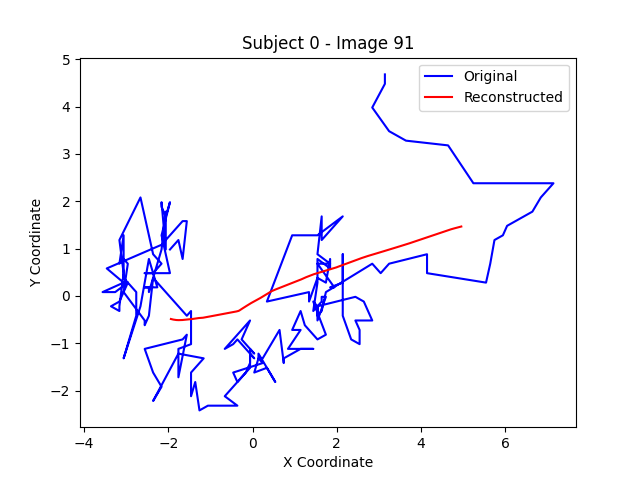 Subject 0 - Image 91
Original
Reconstructed
Y Coordinate
5
4
3
2
1
0
−1
−2
−4
−2
0
2
4
6
X Coordinate